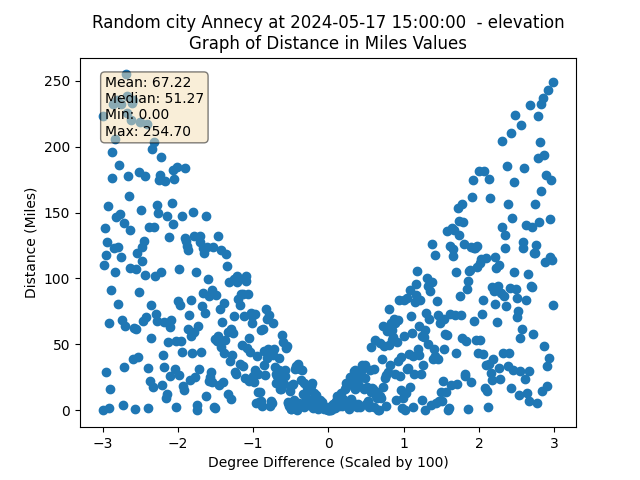 Random city Annecy at 2024-05-17 15:00:00  - elevation
Graph of Distance in Miles Values
Mean: 67.22
Median: 51.27
Min: 0.00
Max: 254.70
250
200
150
100
50
0
Distance (Miles)
−3 −2 −1 0 1 2 3
Degree Difference (Scaled by 100)